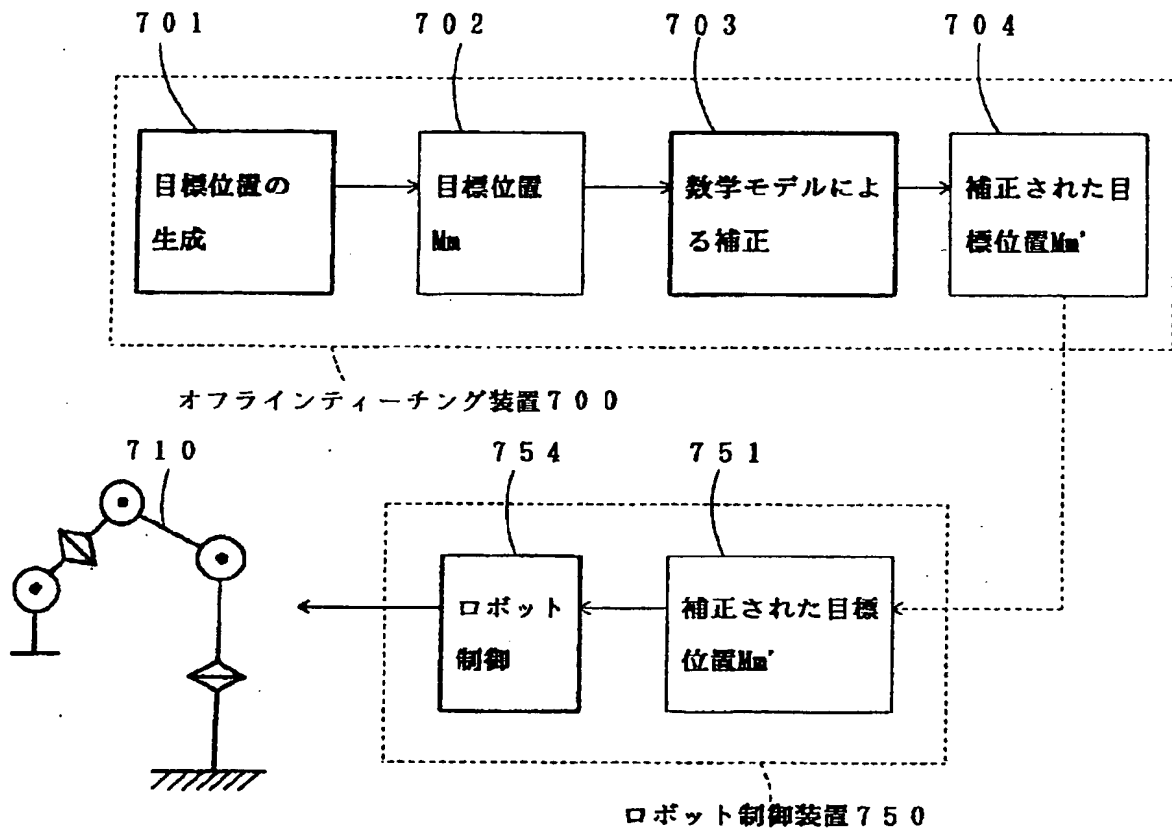 701 702 703 704
目標位置の
生成
目標位置
Mm
数学モデルによ
る補正
補正された目
標位置Mm'
オフラインティーチング装置700
710 754 751
ロボット
制御
補正された目標
位置Mm'
ロボット制御装置750